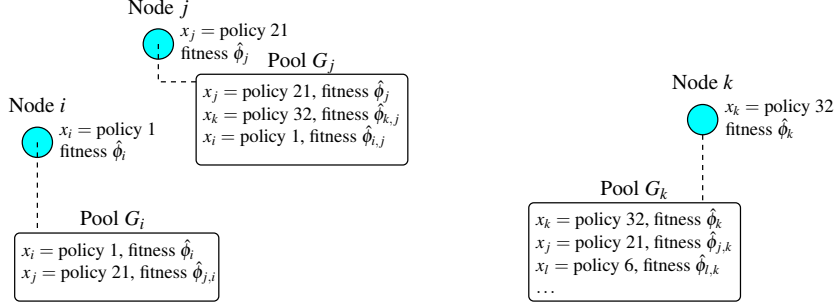 Node j
x_j = policy 21
fitness φ̂_j
Pool G_j
x_j = policy 21, fitness φ̂_j
x_k = policy 32, fitness φ̂_{k,j}
x_i = policy 1, fitness φ̂_{i,j}
Node i
x_i = policy 1
fitness φ̂_i
Pool G_i
x_i = policy 1, fitness φ̂_i
x_j = policy 21, fitness φ̂_{j,i}
Node k
x_k = policy 32
fitness φ̂_k
Pool G_k
x_k = policy 32, fitness φ̂_k
x_j = policy 21, fitness φ̂_{j,k}
x_l = policy 6, fitness φ̂_{l,k}
...